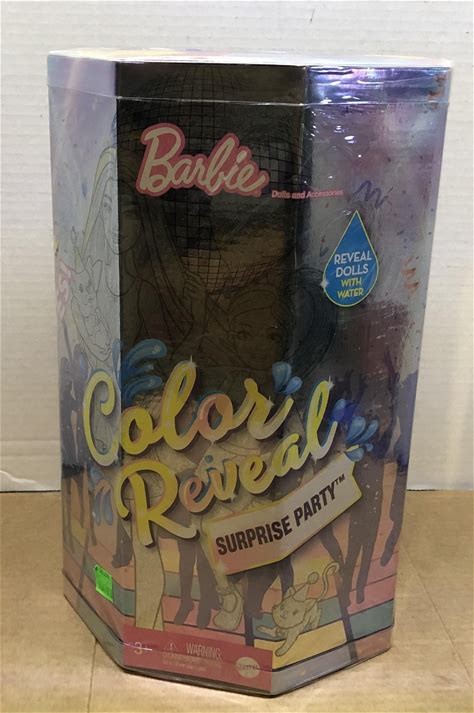 Barbie
Dolls and Accessories
REVEAL
DOLLS
WITH
WATER
Color
Reveal
SURPRISE PARTY™
3+
WARNING: